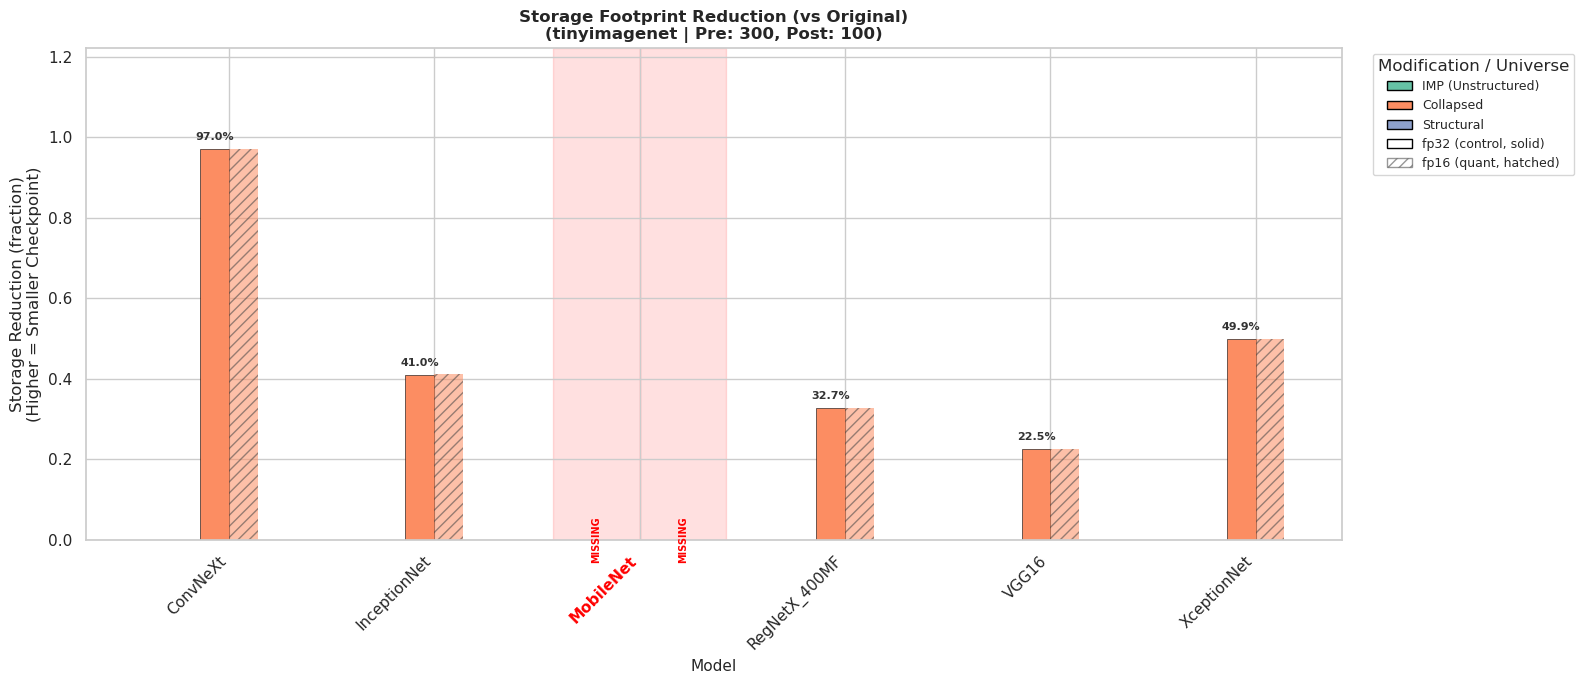 Storage Footprint Reduction (vs Original)
(tinyimagenet | Pre: 300, Post: 100)
Storage Reduction (fraction)
(Higher = Smaller Checkpoint)
1.2
1.0
0.8
0.6
0.4
0.2
0.0
97.0%
41.0%
MISSING
MISSING
32.7%
22.5%
49.9%
ConvNeXt
InceptionNet
MobileNet
RegNetX_400MF
VGG16
XceptionNet
Model
Modification / Universe
IMP (Unstructured)
Collapsed
Structural
fp32 (control, solid)
fp16 (quant, hatched)